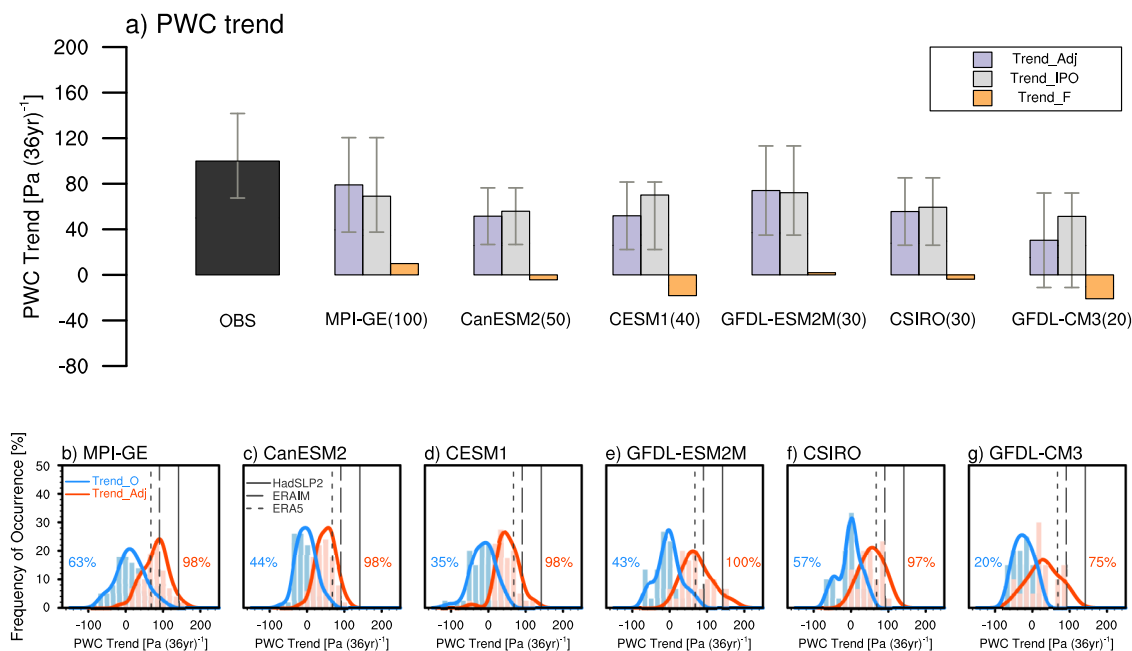 a) PWC trend
PWC Trend [Pa (36yr)⁻¹]
200
160
120
80
40
0
-40
-80
Trend_Adj
Trend_IPO
Trend_F
OBS
MPI-GE(100)
CanESM2(50)
CESM1(40)
GFDL-ESM2M(30)
CSIRO(30)
GFDL-CM3(20)
Frequency of Occurrence [%]
50
40
30
20
10
0
b) MPI-GE
Trend_O
Trend_Adj
63%
98%
-100 0 100 200
PWC Trend [Pa (36yr)⁻¹]
c) CanESM2
HadSLP2
ERAIM
ERA5
44%
98%
-100 0 100 200
PWC Trend [Pa (36yr)⁻¹]
d) CESM1
35%
98%
-100 0 100 200
PWC Trend [Pa (36yr)⁻¹]
e) GFDL-ESM2M
43%
100%
-100 0 100 200
PWC Trend [Pa (36yr)⁻¹]
f) CSIRO
57%
97%
-100 0 100 200
PWC Trend [Pa (36yr)⁻¹]
g) GFDL-CM3
20%
75%
-100 0 100 200
PWC Trend [Pa (36yr)⁻¹]